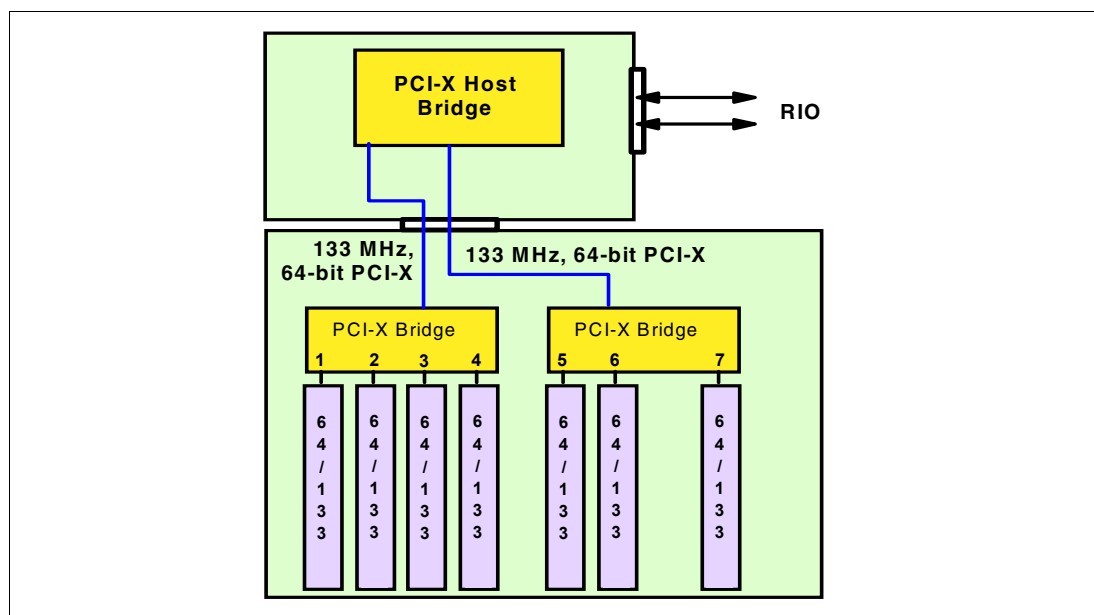 PCI-X Host
Bridge
RIO
133 MHz,
64-bit PCI-X
133 MHz, 64-bit PCI-X
PCI-X Bridge
1 2 3 4
PCI-X Bridge
5 6 7
64/133
64/133
64/133
64/133
64/133
64/133
64/133